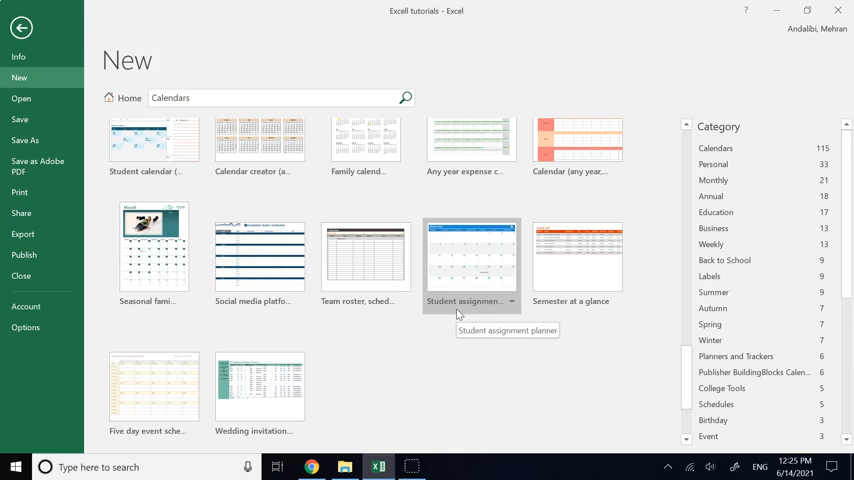 Excell tutorials - Excel
?
Andalibi, Mehran
Info
New
Open
Save
Save As
Save as Adobe
PDF
Print
Share
Export
Publish
Close
Account
Options
New
Home
Calendars
Student calendar (...
Calendar creator (a...
Family calend...
Any year expense c...
Calendar (any year,...
Month
YEAR
Seasonal fami...
Social media platfo...
Team roster, sched...
Student assignmen...
Semester at a glance
Student assignment planner
Five day event sche...
Wedding invitation...
Category
Calendars 115
Personal 33
Monthly 21
Annual 18
Education 17
Business 13
Weekly 13
Back to School 9
Labels 9
Summer 9
Autumn 7
Spring 7
Winter 7
Planners and Trackers 6
Publisher BuildingBlocks Calen... 6
College Tools 5
Schedules 5
Birthday 3
Event 3
Type here to search
ENG
12:25 PM
6/14/2021